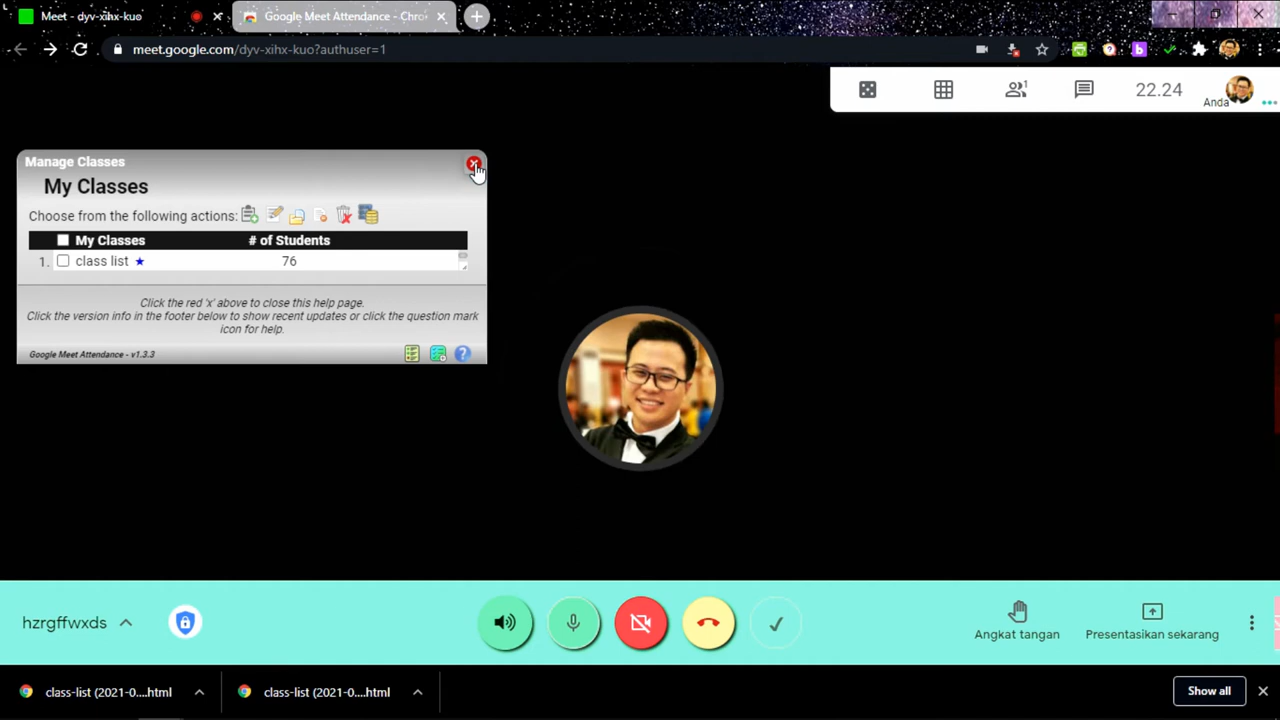 Meet - dyv-xihx-kuo
Google Meet Attendance - Chro
meet.google.com/dyv-xihx-kuo?authuser=1
1
22.24
Anda
Manage Classes
My Classes
Choose from the following actions:
My Classes # of Students
1. class list ★ 76
Click the red 'x' above to close this help page.
Click the version info in the footer below to show recent updates or click the question mark
icon for help.
Google Meet Attendance - v1.3.3
hzrgffwxds
Angkat tangan
Presentasikan sekarang
class-list (2021-0....html
class-list (2021-0....html
Show all